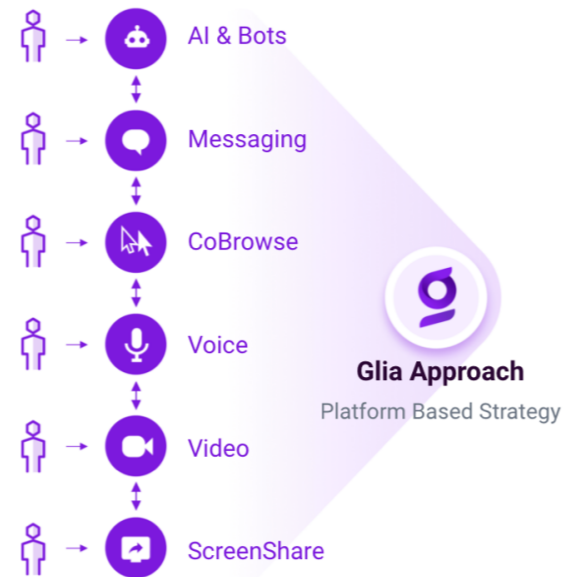 AI & Bots
Messaging
CoBrowse
Voice
Video
ScreenShare
Glia Approach
Platform Based Strategy